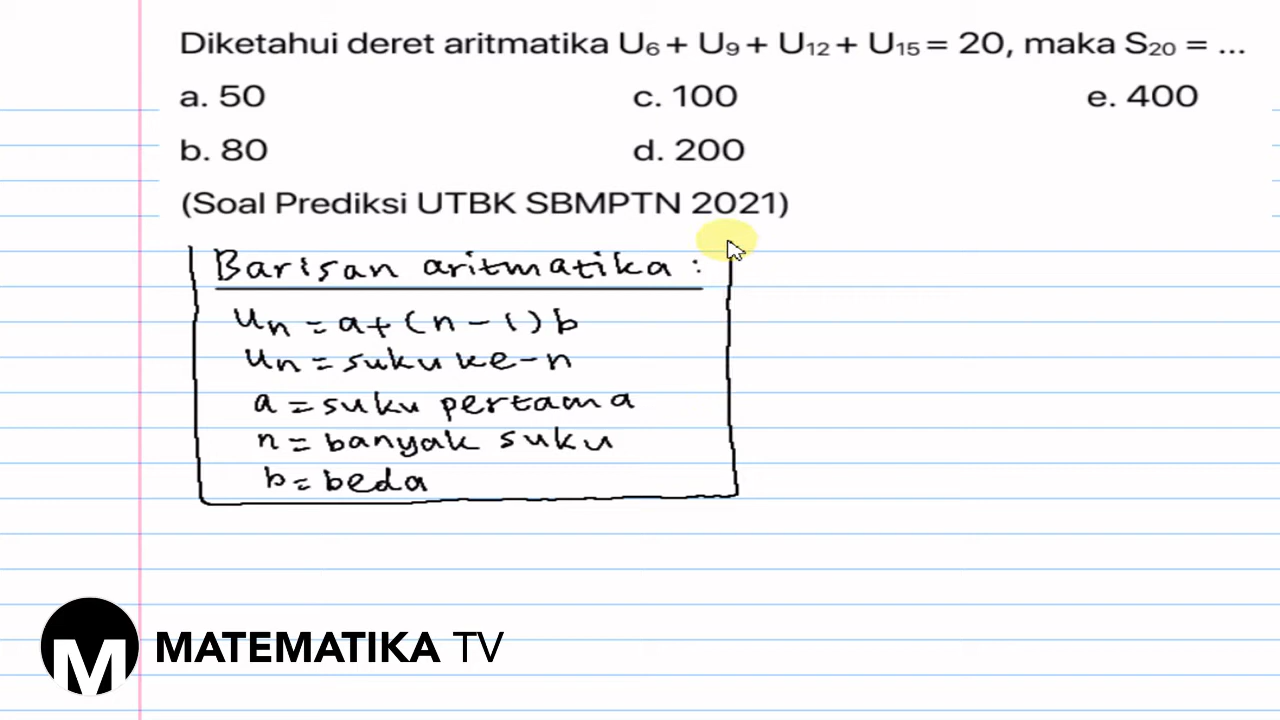 Diketahui deret aritmatika U₆ + U₉ + U₁₂ + U₁₅ = 20, maka S₂₀ = ...
a. 50 c. 100 e. 400
b. 80 d. 200
(Soal Prediksi UTBK SBMPTN 2021)
Barisan aritmatika :
Un = a + (n - 1) b
Un = suku ke-n
a = suku pertama
n = banyak suku
b = beda
M MATEMATIKA TV